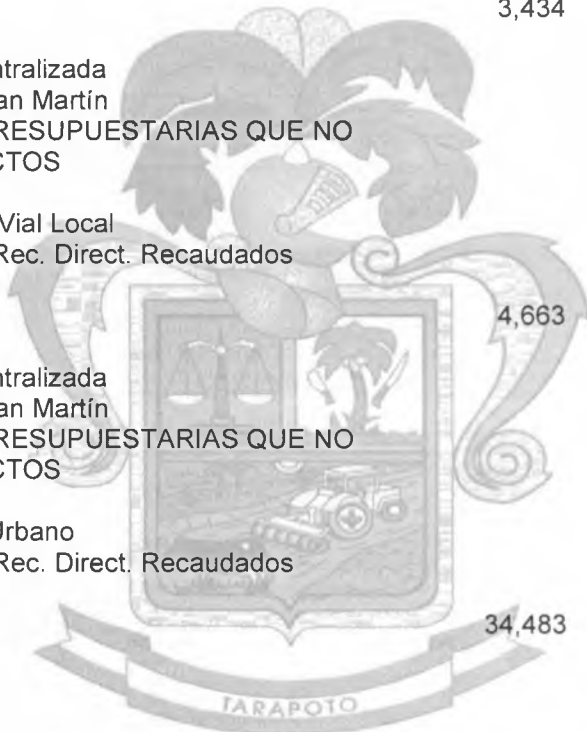 3,434
ntralizada
an Martín
RESUPUESTARIAS QUE NO
CTOS
Vial Local
Rec. Direct. Recaudados
4,663
ntralizada
an Martín
RESUPUESTARIAS QUE NO
CTOS
Urbano
Rec. Direct. Recaudados
34,483
TARAPOTO